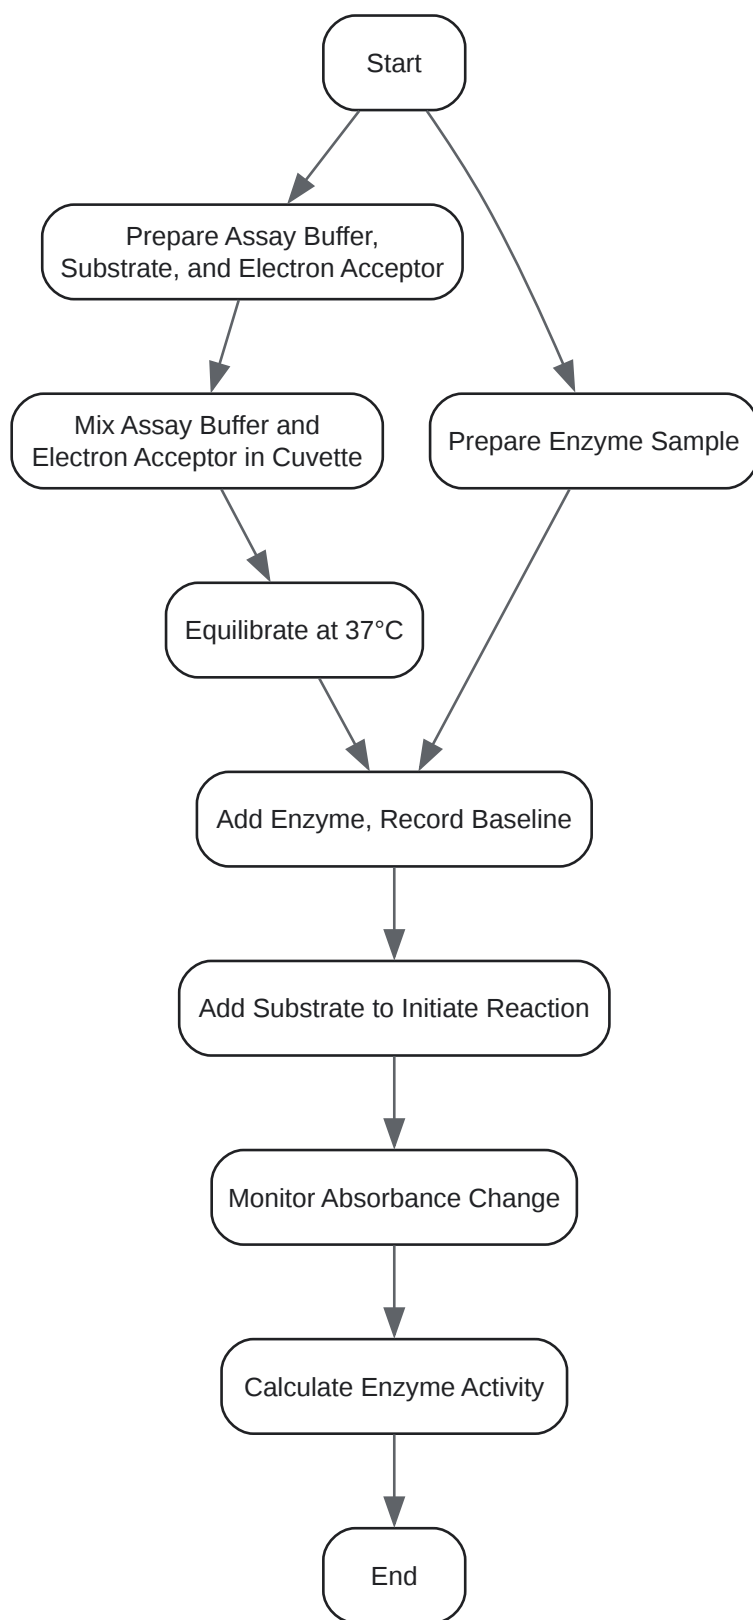 Start
Prepare Assay Buffer,
Substrate, and Electron Acceptor
Mix Assay Buffer and
Electron Acceptor in Cuvette
Prepare Enzyme Sample
Equilibrate at 37°C
Add Enzyme, Record Baseline
Add Substrate to Initiate Reaction
Monitor Absorbance Change
Calculate Enzyme Activity
End